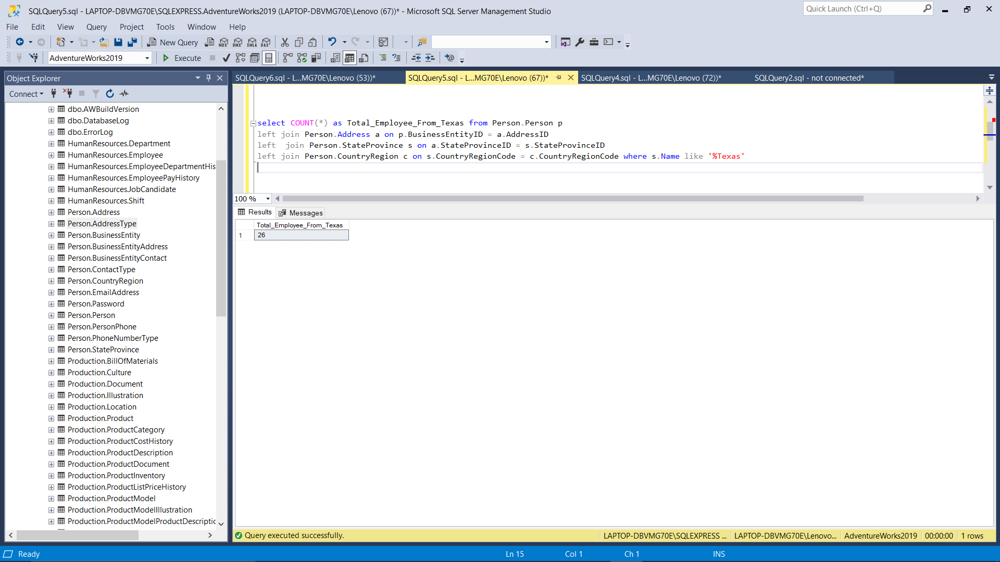 SQLQuery5.sql - LAPTOP-DBVMG70E\SQLEXPRESS.AdventureWorks2019 (LAPTOP-DBVMG70E\Lenovo (67))* - Microsoft SQL Server Management Studio
Quick Launch (Ctrl+Q)
File Edit View Query Project Tools Window Help
New Query
MDX DMX XMLA DAX
AdventureWorks2019
Execute
Object Explorer
SQLQuery6.sql - L...MG70E\Lenovo (53))*
SQLQuery5.sql - L...MG70E\Lenovo (67))*
SQLQuery4.sql - L...MG70E\Lenovo (72))*
SQLQuery2.sql - not connected*
Connect
dbo.AWBuildVersion
dbo.DatabaseLog
dbo.ErrorLog
HumanResources.Department
HumanResources.Employee
HumanResources.EmployeeDepartmentHis
HumanResources.EmployeePayHistory
HumanResources.JobCandidate
HumanResources.Shift
Person.Address
Person.AddressType
Person.BusinessEntity
Person.BusinessEntityAddress
Person.BusinessEntityContact
Person.ContactType
Person.CountryRegion
Person.EmailAddress
Person.Password
Person.Person
Person.PersonPhone
Person.PhoneNumberType
Person.StateProvince
Production.BillOfMaterials
Production.Culture
Production.Document
Production.Illustration
Production.Location
Production.Product
Production.ProductCategory
Production.ProductCostHistory
Production.ProductDescription
Production.ProductDocument
Production.ProductInventory
Production.ProductListPriceHistory
Production.ProductModel
Production.ProductModelIllustration
Production.ProductModelProductDescriptic
select COUNT(*) as Total_Employee_From_Texas from Person.Person p
left join Person.Address a on p.BusinessEntityID = a.AddressID
left  join Person.StateProvince s on a.StateProvinceID = s.StateProvinceID
left join Person.CountryRegion c on s.CountryRegionCode = c.CountryRegionCode where s.Name like '%Texas'
100 %
Results Messages
Total_Employee_From_Texas
1 26
Query executed successfully.
LAPTOP-DBVMG70E\SQLEXPRESS ... LAPTOP-DBVMG70E\Lenovo... AdventureWorks2019 00:00:00 1 rows
Ready Ln 15 Col 1 Ch 1 INS